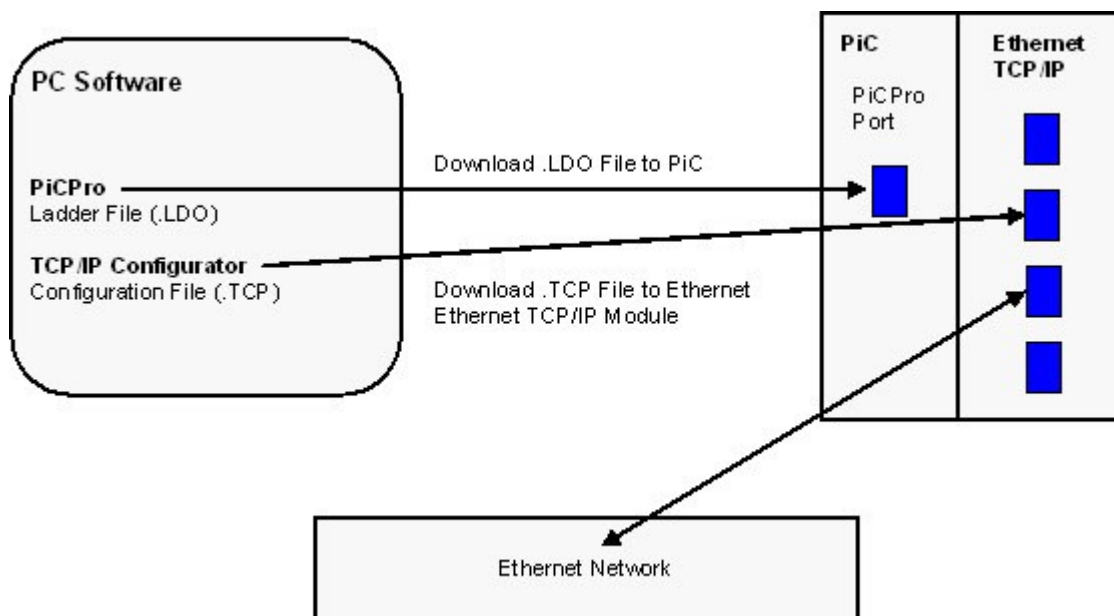 PC Software
PiCPro
Ladder File (.LDO)
TCP/IP Configurator
Configuration File (.TCP)
Download .LDO File to PiC
Download .TCP File to Ethernet
Ethernet TCP/IP Module
PiC
PiCPro
Port
Ethernet
TCP/IP
Ethernet Network